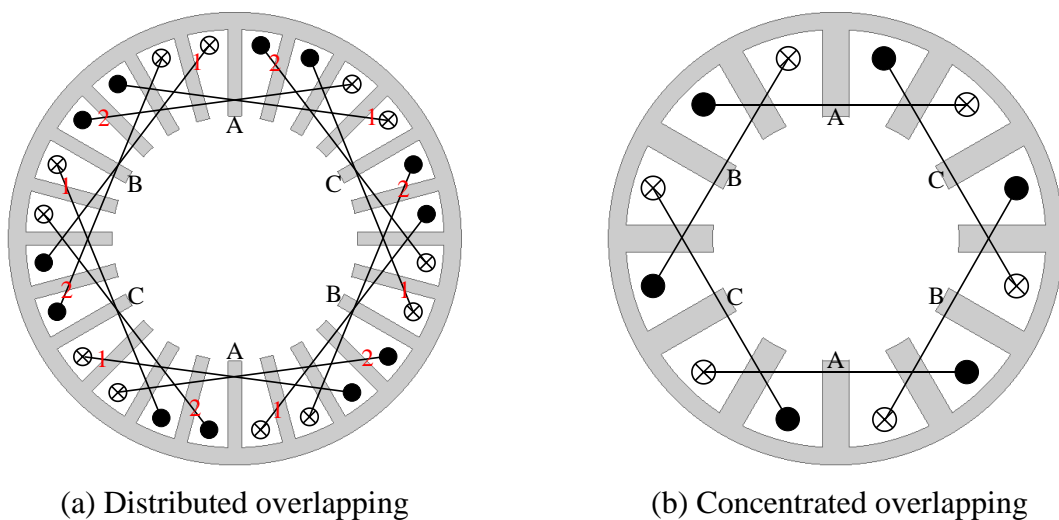 1 2
2 1
A A
B C B C
1 2
2 1
C B C B
A A
1 2
2 1
(a) Distributed overlapping
(b) Concentrated overlapping